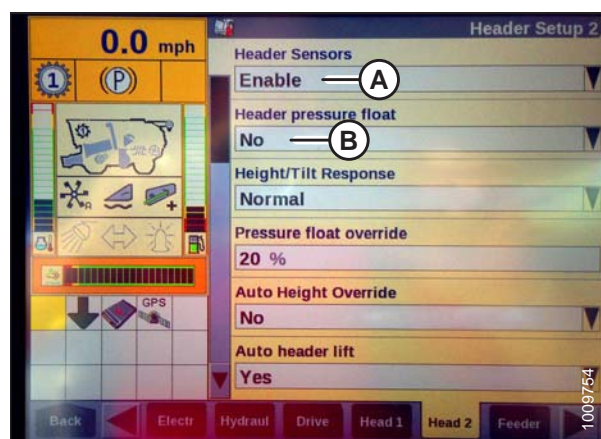 0.0 mph
1
(P)
R
+
GPS
Header Setup 2
Header Sensors
Enable
A
Header pressure float
No
B
Height/Tilt Response
Normal
Pressure float override
20 %
Auto Height Override
No
Auto header lift
Yes
Back
Electr
Hydraul
Drive
Head 1
Head 2
Feeder
1009754